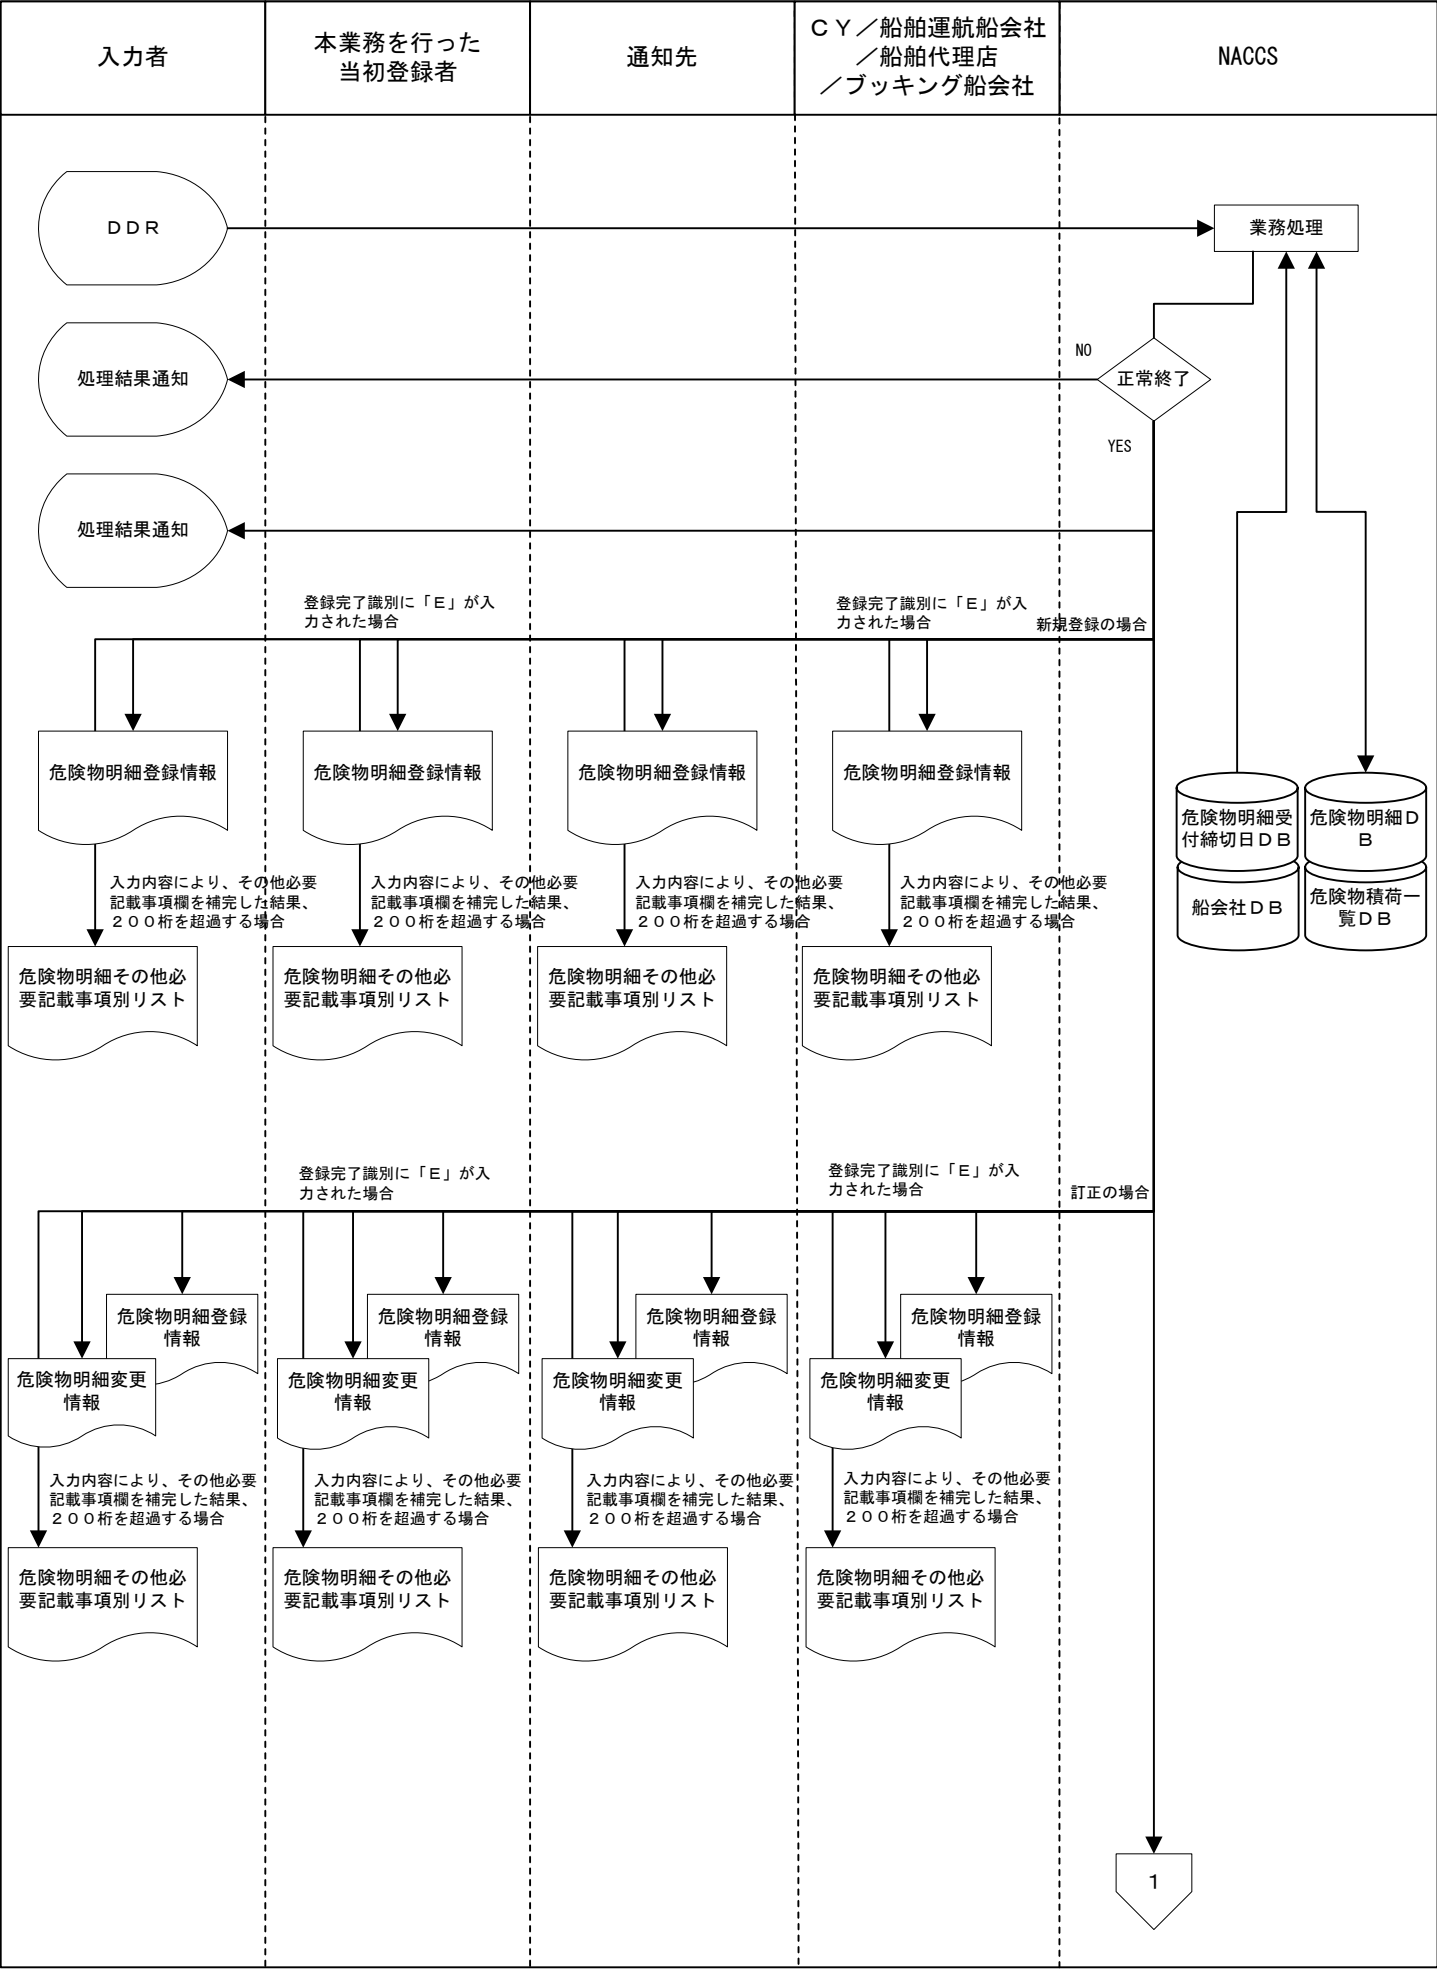 入力者
本業務を行った
当初登録者
通知先
ＣＹ／船舶運航船会社
／船舶代理店
／ブッキング船会社
NACCS
ＤＤＲ
業務処理
処理結果通知
NO
正常終了
YES
処理結果通知
登録完了識別に「Ｅ」が入
力された場合
登録完了識別に「Ｅ」が入
力された場合
新規登録の場合
危険物明細登録情報
危険物明細登録情報
危険物明細登録情報
危険物明細登録情報
危険物明細受
付締切日ＤＢ
危険物明細Ｄ
Ｂ
船会社ＤＢ
危険物積荷一
覧ＤＢ
入力内容により、その他必要
記載事項欄を補完した結果、
２００桁を超過する場合
入力内容により、その他必要
記載事項欄を補完した結果、
２００桁を超過する場合
入力内容により、その他必要
記載事項欄を補完した結果、
２００桁を超過する場合
入力内容により、その他必要
記載事項欄を補完した結果、
２００桁を超過する場合
危険物明細その他必
要記載事項別リスト
危険物明細その他必
要記載事項別リスト
危険物明細その他必
要記載事項別リスト
危険物明細その他必
要記載事項別リスト
登録完了識別に「Ｅ」が入
力された場合
登録完了識別に「Ｅ」が入
力された場合
訂正の場合
危険物明細登録
情報
危険物明細変更
情報
危険物明細登録
情報
危険物明細変更
情報
危険物明細登録
情報
危険物明細変更
情報
危険物明細登録
情報
危険物明細変更
情報
入力内容により、その他必要
記載事項欄を補完した結果、
２００桁を超過する場合
入力内容により、その他必要
記載事項欄を補完した結果、
２００桁を超過する場合
入力内容により、その他必要
記載事項欄を補完した結果、
２００桁を超過する場合
入力内容により、その他必要
記載事項欄を補完した結果、
２００桁を超過する場合
危険物明細その他必
要記載事項別リスト
危険物明細その他必
要記載事項別リスト
危険物明細その他必
要記載事項別リスト
危険物明細その他必
要記載事項別リスト
１